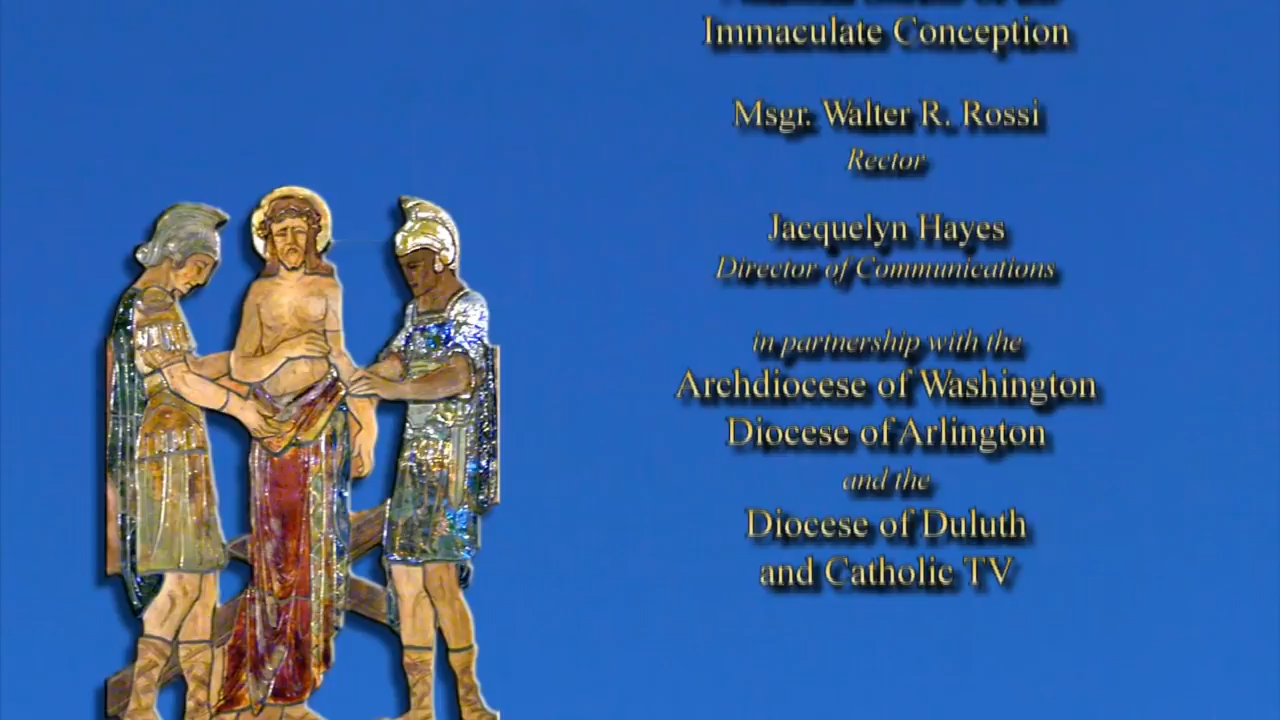 Immaculate Conception
Msgr. Walter R. Rossi
Rector
Jacquelyn Hayes
Director of Communications
in partnership with the
Archdiocese of Washington
Diocese of Arlington
and the
Diocese of Duluth
and Catholic TV